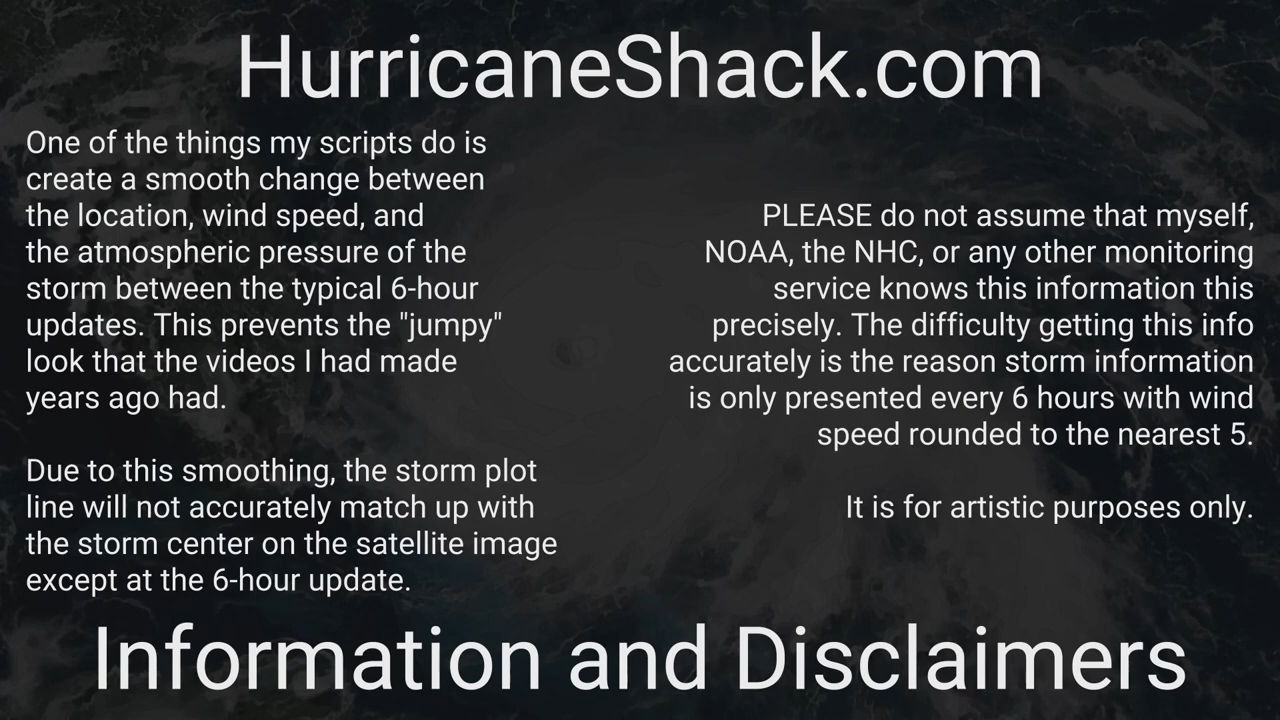 HurricaneShack.com
One of the things my scripts do is
create a smooth change between
the location, wind speed, and
the atmospheric pressure of the
storm between the typical 6-hour
updates. This prevents the "jumpy"
look that the videos I had made
years ago had.
Due to this smoothing, the storm plot
line will not accurately match up with
the storm center on the satellite image
except at the 6-hour update.
PLEASE do not assume that myself,
NOAA, the NHC, or any other monitoring
service knows this information this
precisely. The difficulty getting this info
accurately is the reason storm information
is only presented every 6 hours with wind
speed rounded to the nearest 5.
It is for artistic purposes only.
Information and Disclaimers